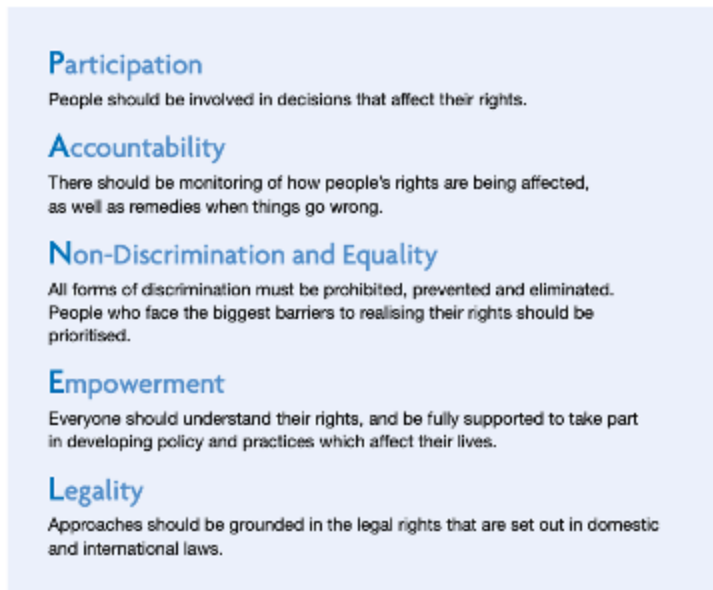 Participation
People should be involved in decisions that affect their rights.
Accountability
There should be monitoring of how people's rights are being affected,
as well as remedies when things go wrong.
Non-Discrimination and Equality
All forms of discrimination must be prohibited, prevented and eliminated.
People who face the biggest barriers to realising their rights should be
prioritised.
Empowerment
Everyone should understand their rights, and be fully supported to take part
in developing policy and practices which affect their lives.
Legality
Approaches should be grounded in the legal rights that are set out in domestic
and international laws.